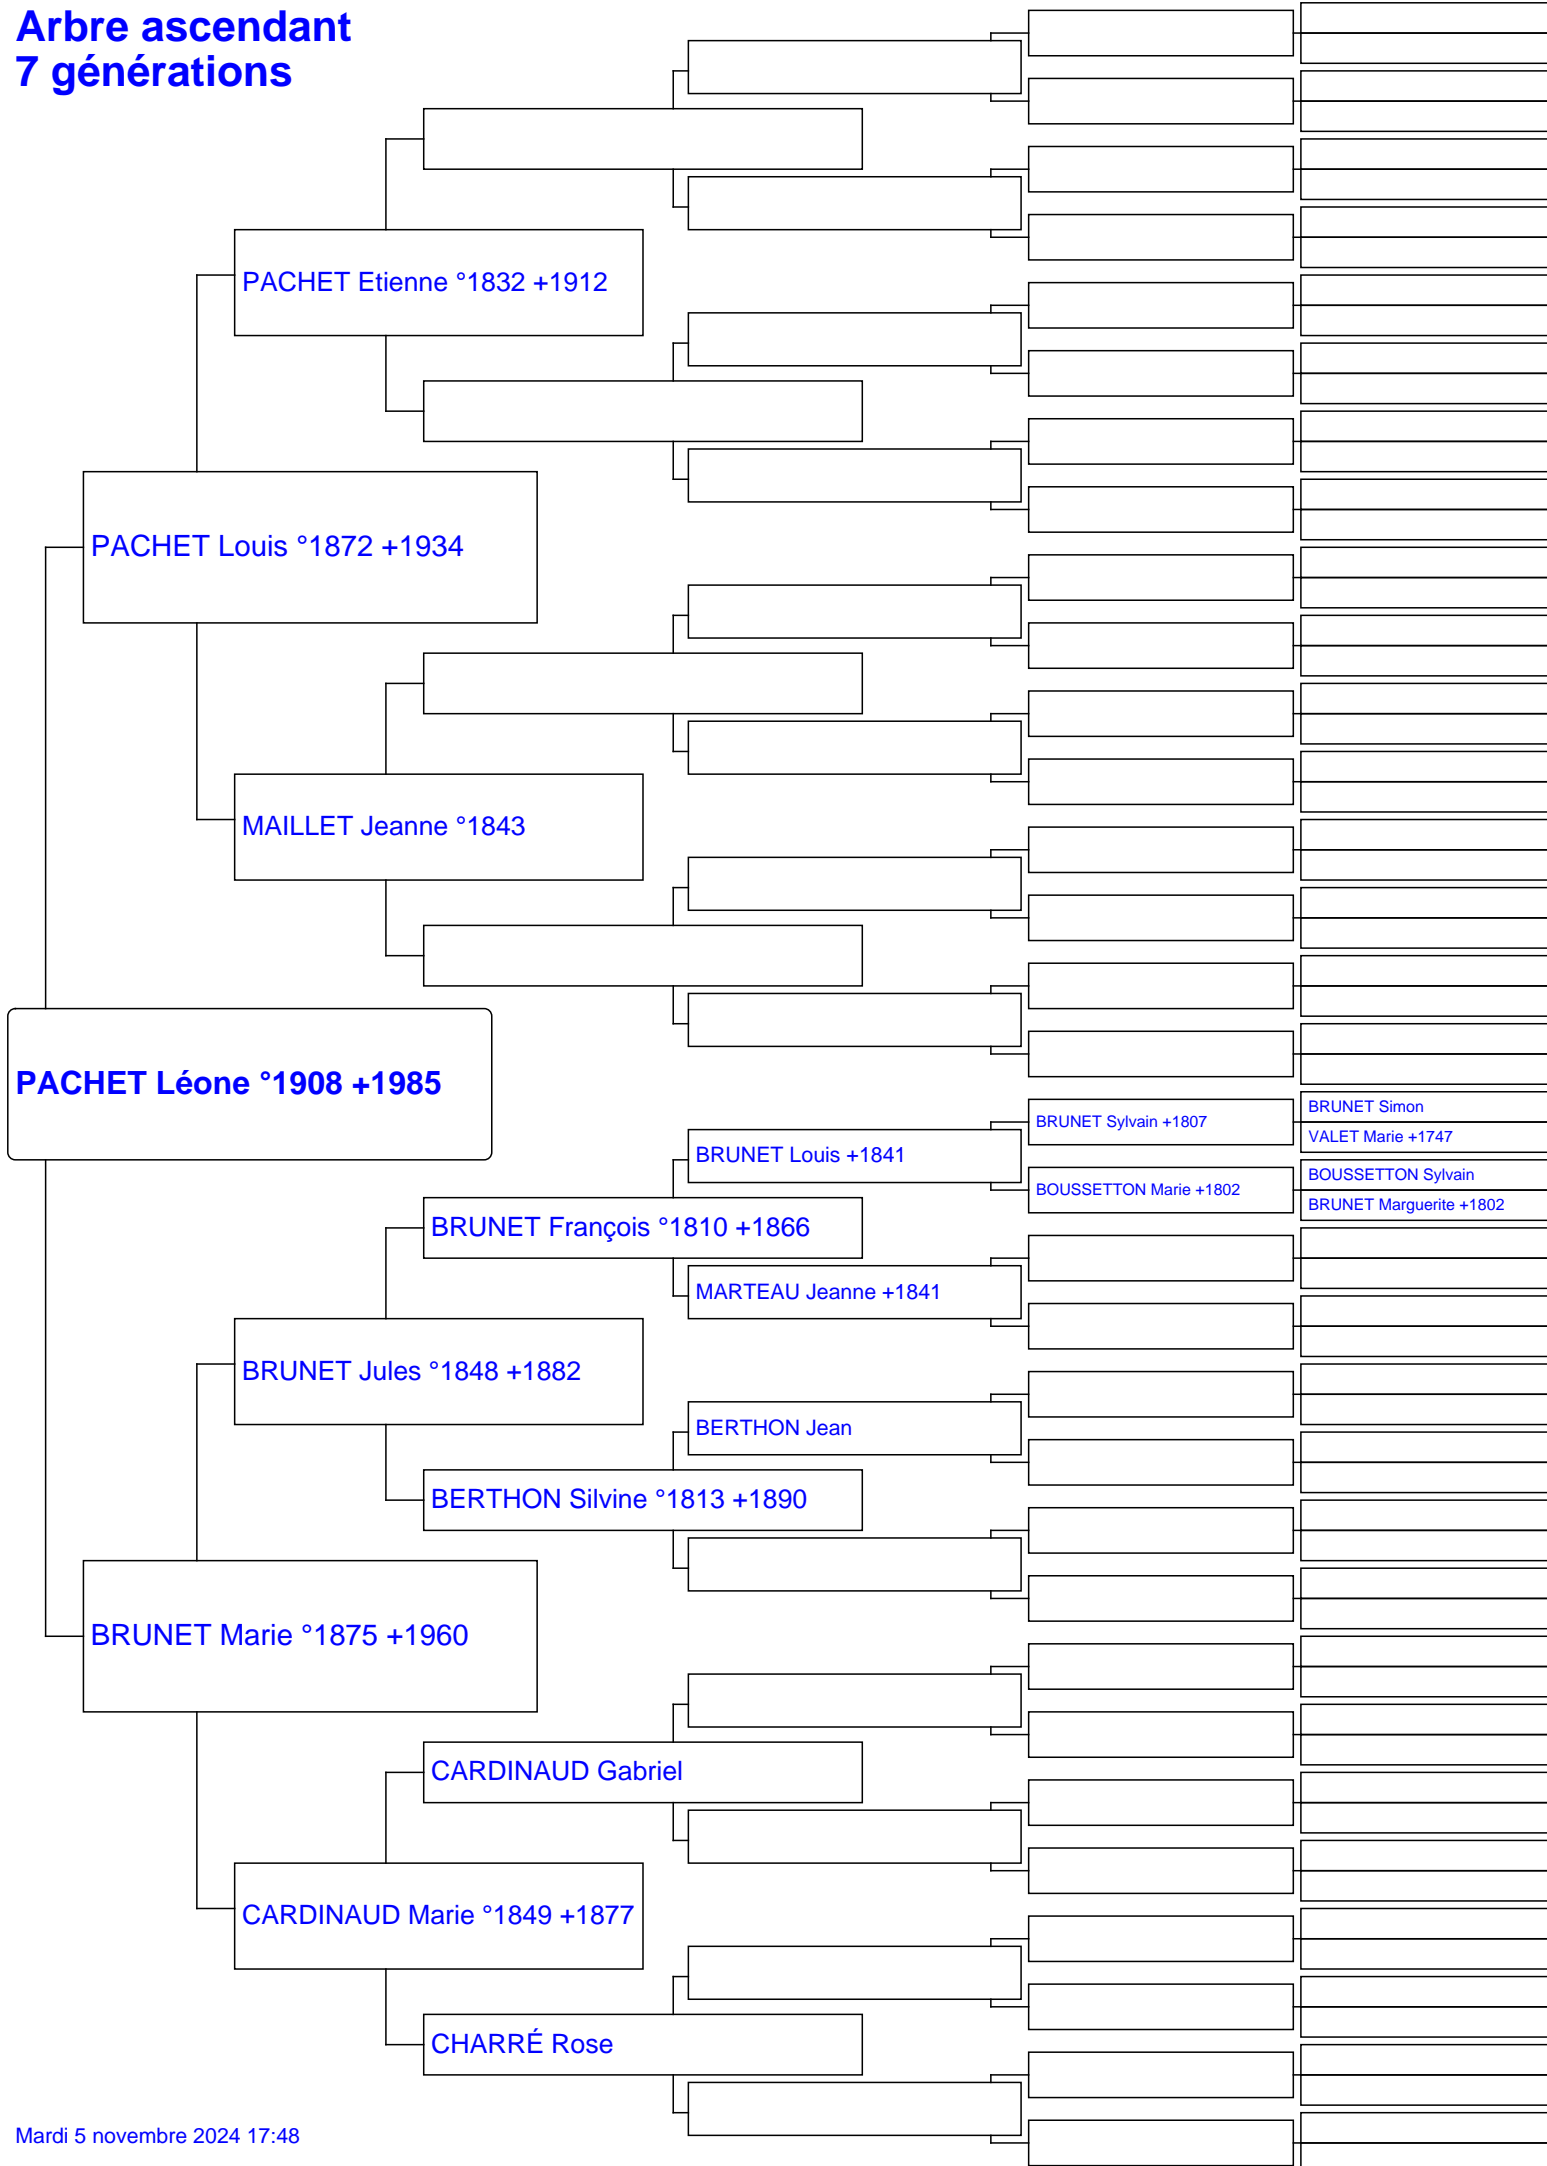 Arbre ascendant
7 générations
PACHET Etienne °1832 +1912
PACHET Louis °1872 +1934
MAILLET Jeanne °1843
PACHET Léone °1908 +1985
BRUNET Simon
BRUNET Sylvain +1807
VALET Marie +1747
BRUNET Louis +1841
BOUSSETTON Sylvain
BOUSSETTON Marie +1802
BRUNET Marguerite +1802
BRUNET François °1810 +1866
MARTEAU Jeanne +1841
BRUNET Jules °1848 +1882
BERTHON Jean
BERTHON Silvine °1813 +1890
BRUNET Marie °1875 +1960
CARDINAUD Gabriel
CARDINAUD Marie °1849 +1877
CHARRÉ Rose
Mardi 5 novembre 2024 17:48